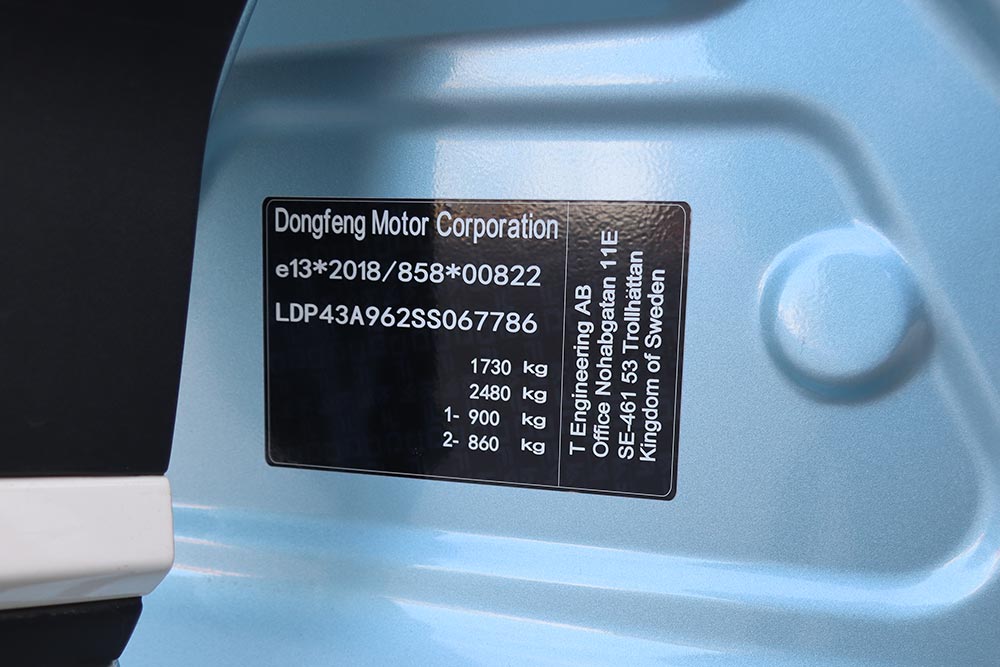 Dongfeng Motor Corporation
e13*2018/858*00822
LDP43A962SS067786
1730 kg
2480 kg
1- 900 kg
2- 860 kg
T Engineering AB
Office Nohabgatan 11E
SE-461 53 Trollhättan
Kingdom of Sweden